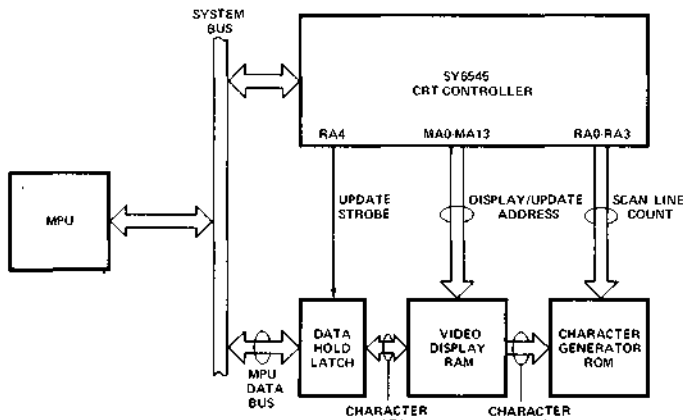 SYSTEM
BUS
SY6545
CRT CONTROLLER
RA4
MA0-MA13
RA0-RA3
MPU
UPDATE
STROBE
DISPLAY/UPDATE
ADDRESS
SCAN LINE
COUNT
DATA
HOLD
LATCH
VIDEO
DISPLAY
RAM
CHARACTER
GENERATOR
ROM
MPU
DATA
BUS
CHARACTER
CHARACTER